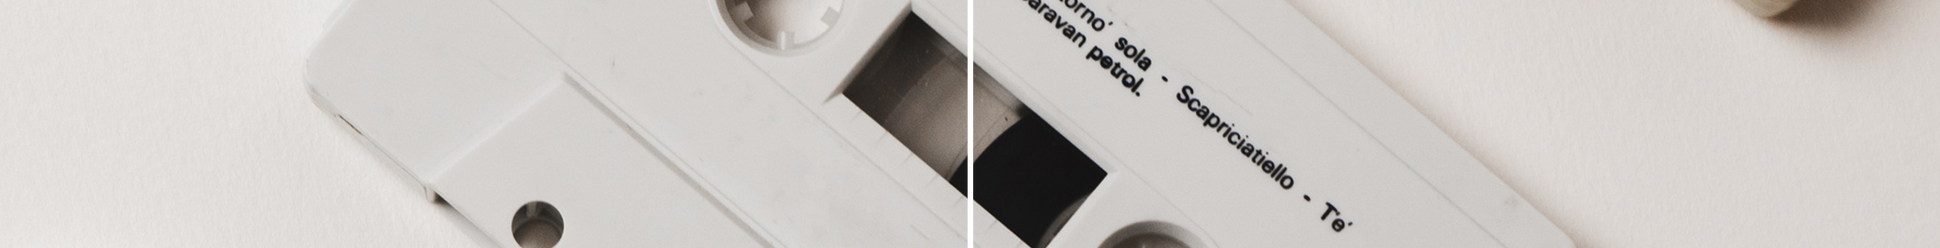 sola - Scapricciatiello - Te'
petrol.